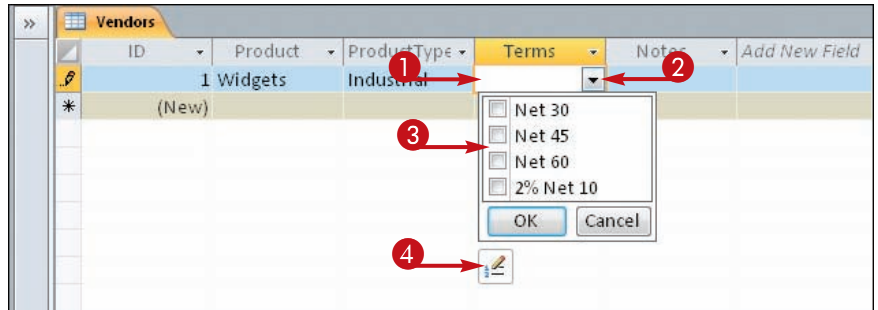 » Vendors
ID Product ProductType Terms Notes Add New Field
1 Widgets Industrial
(New)
Net 30
Net 45
Net 60
2% Net 10
OK Cancel
1
2
3
4